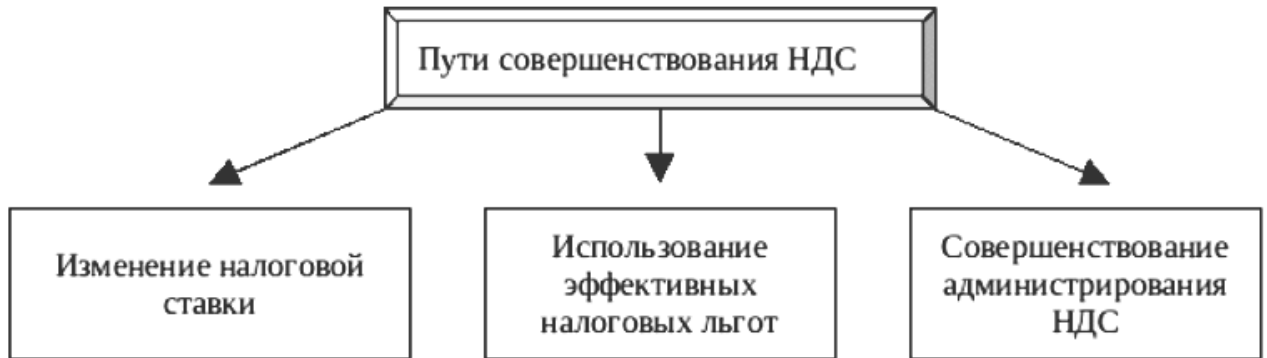 Пути совершенствования НДС
Изменение налоговой
ставки
Использование
эффективных
налоговых льгот
Совершенствование
администрирования
НДС